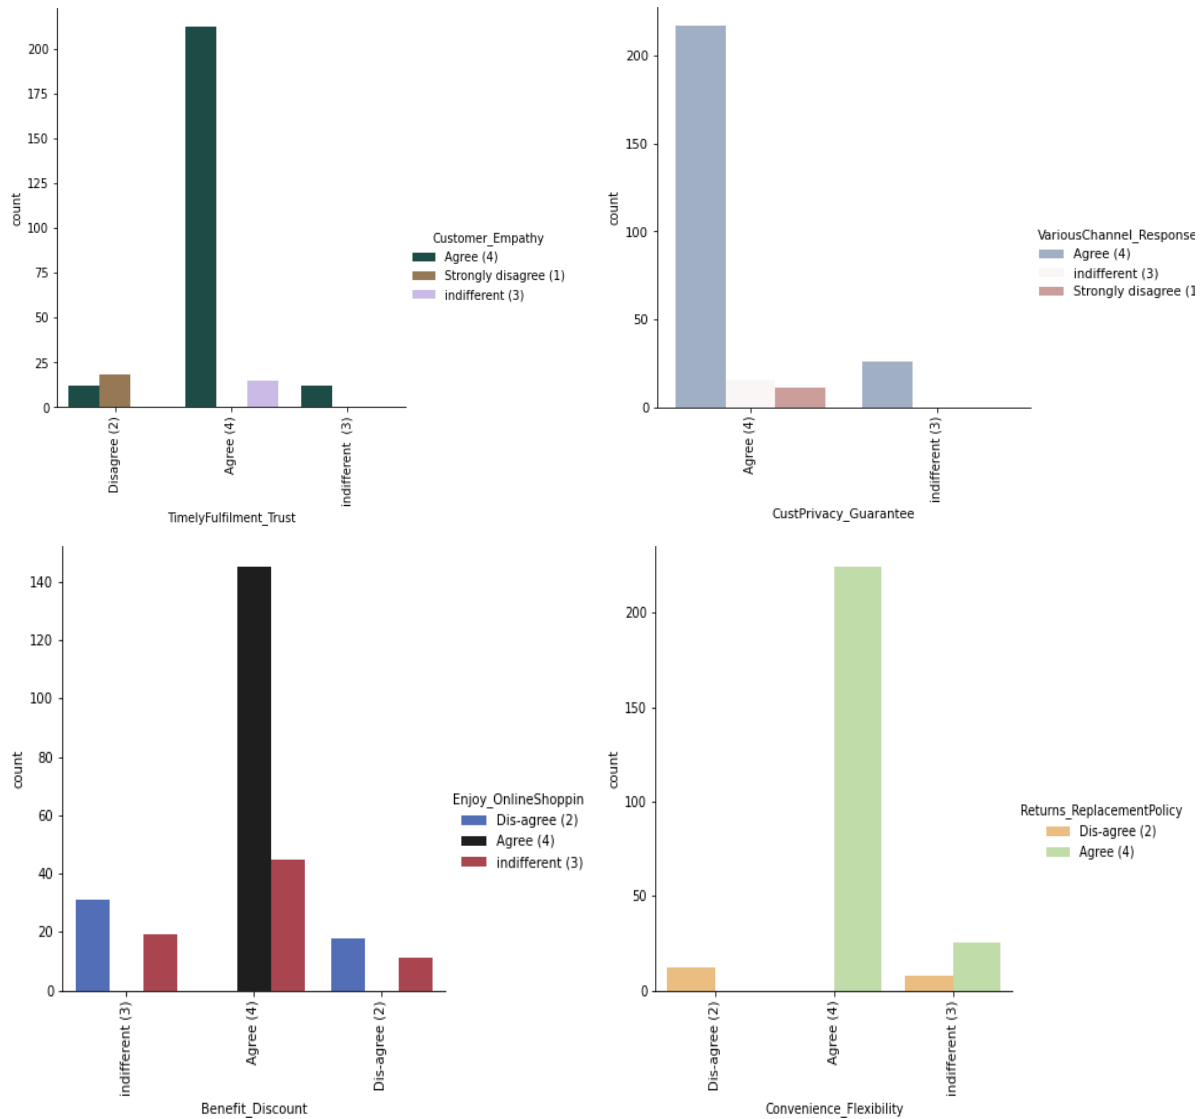 200
175
150
125
100
75
50
25
0
count
Disagree (2)
Agree (4)
indifferent  (3)
TimelyFulfilment_Trust
Customer_Empathy
Agree (4)
Strongly disagree (1)
indifferent (3)
200
150
100
50
0
count
Agree (4)
indifferent (3)
CustPrivacy_Guarantee
VariousChannel_Response
Agree (4)
indifferent (3)
Strongly disagree (1
140
120
100
80
60
40
20
0
count
indifferent (3)
Agree (4)
Dis-agree (2)
Benefit_Discount
Enjoy_OnlineShoppin
Dis-agree (2)
Agree (4)
indifferent (3)
200
150
100
50
0
count
Dis-agree (2)
Agree (4)
indifferent (3)
Convenience_Flexibility
Returns_ReplacementPolicy
Dis-agree (2)
Agree (4)